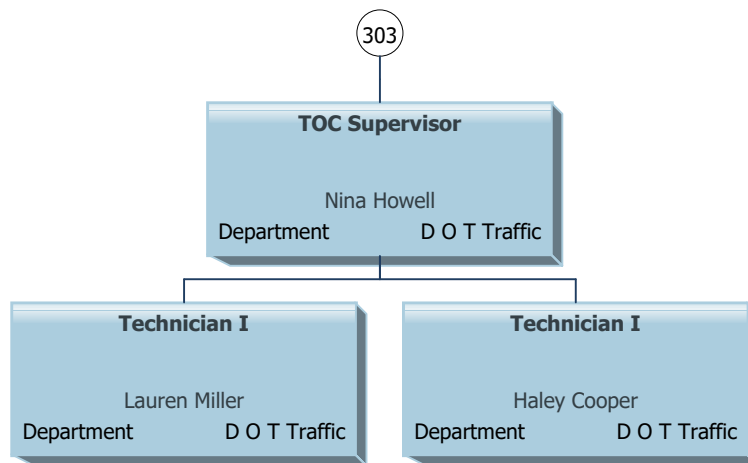 303
TOC Supervisor
Nina Howell
Department D O T Traffic
Technician I
Lauren Miller
Department D O T Traffic
Technician I
Haley Cooper
Department D O T Traffic